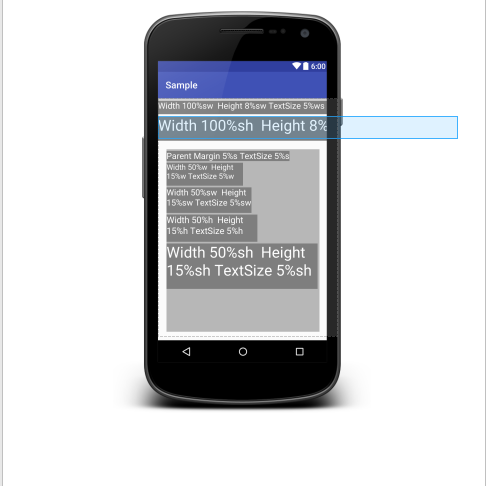 6:00
Sample
Width 100%sw Height 8%sw TextSize 5%ws
Width 100%sh Height 8%
Parent Margin 5%s TextSize 5%s
Width 50%w Height
15%w TextSize 5%w
Width 50%sw Height
15%sw TextSize 5%sw
Width 50%h Height
15%h TextSize 5%h
Width 50%sh Height
15%sh TextSize 5%sh